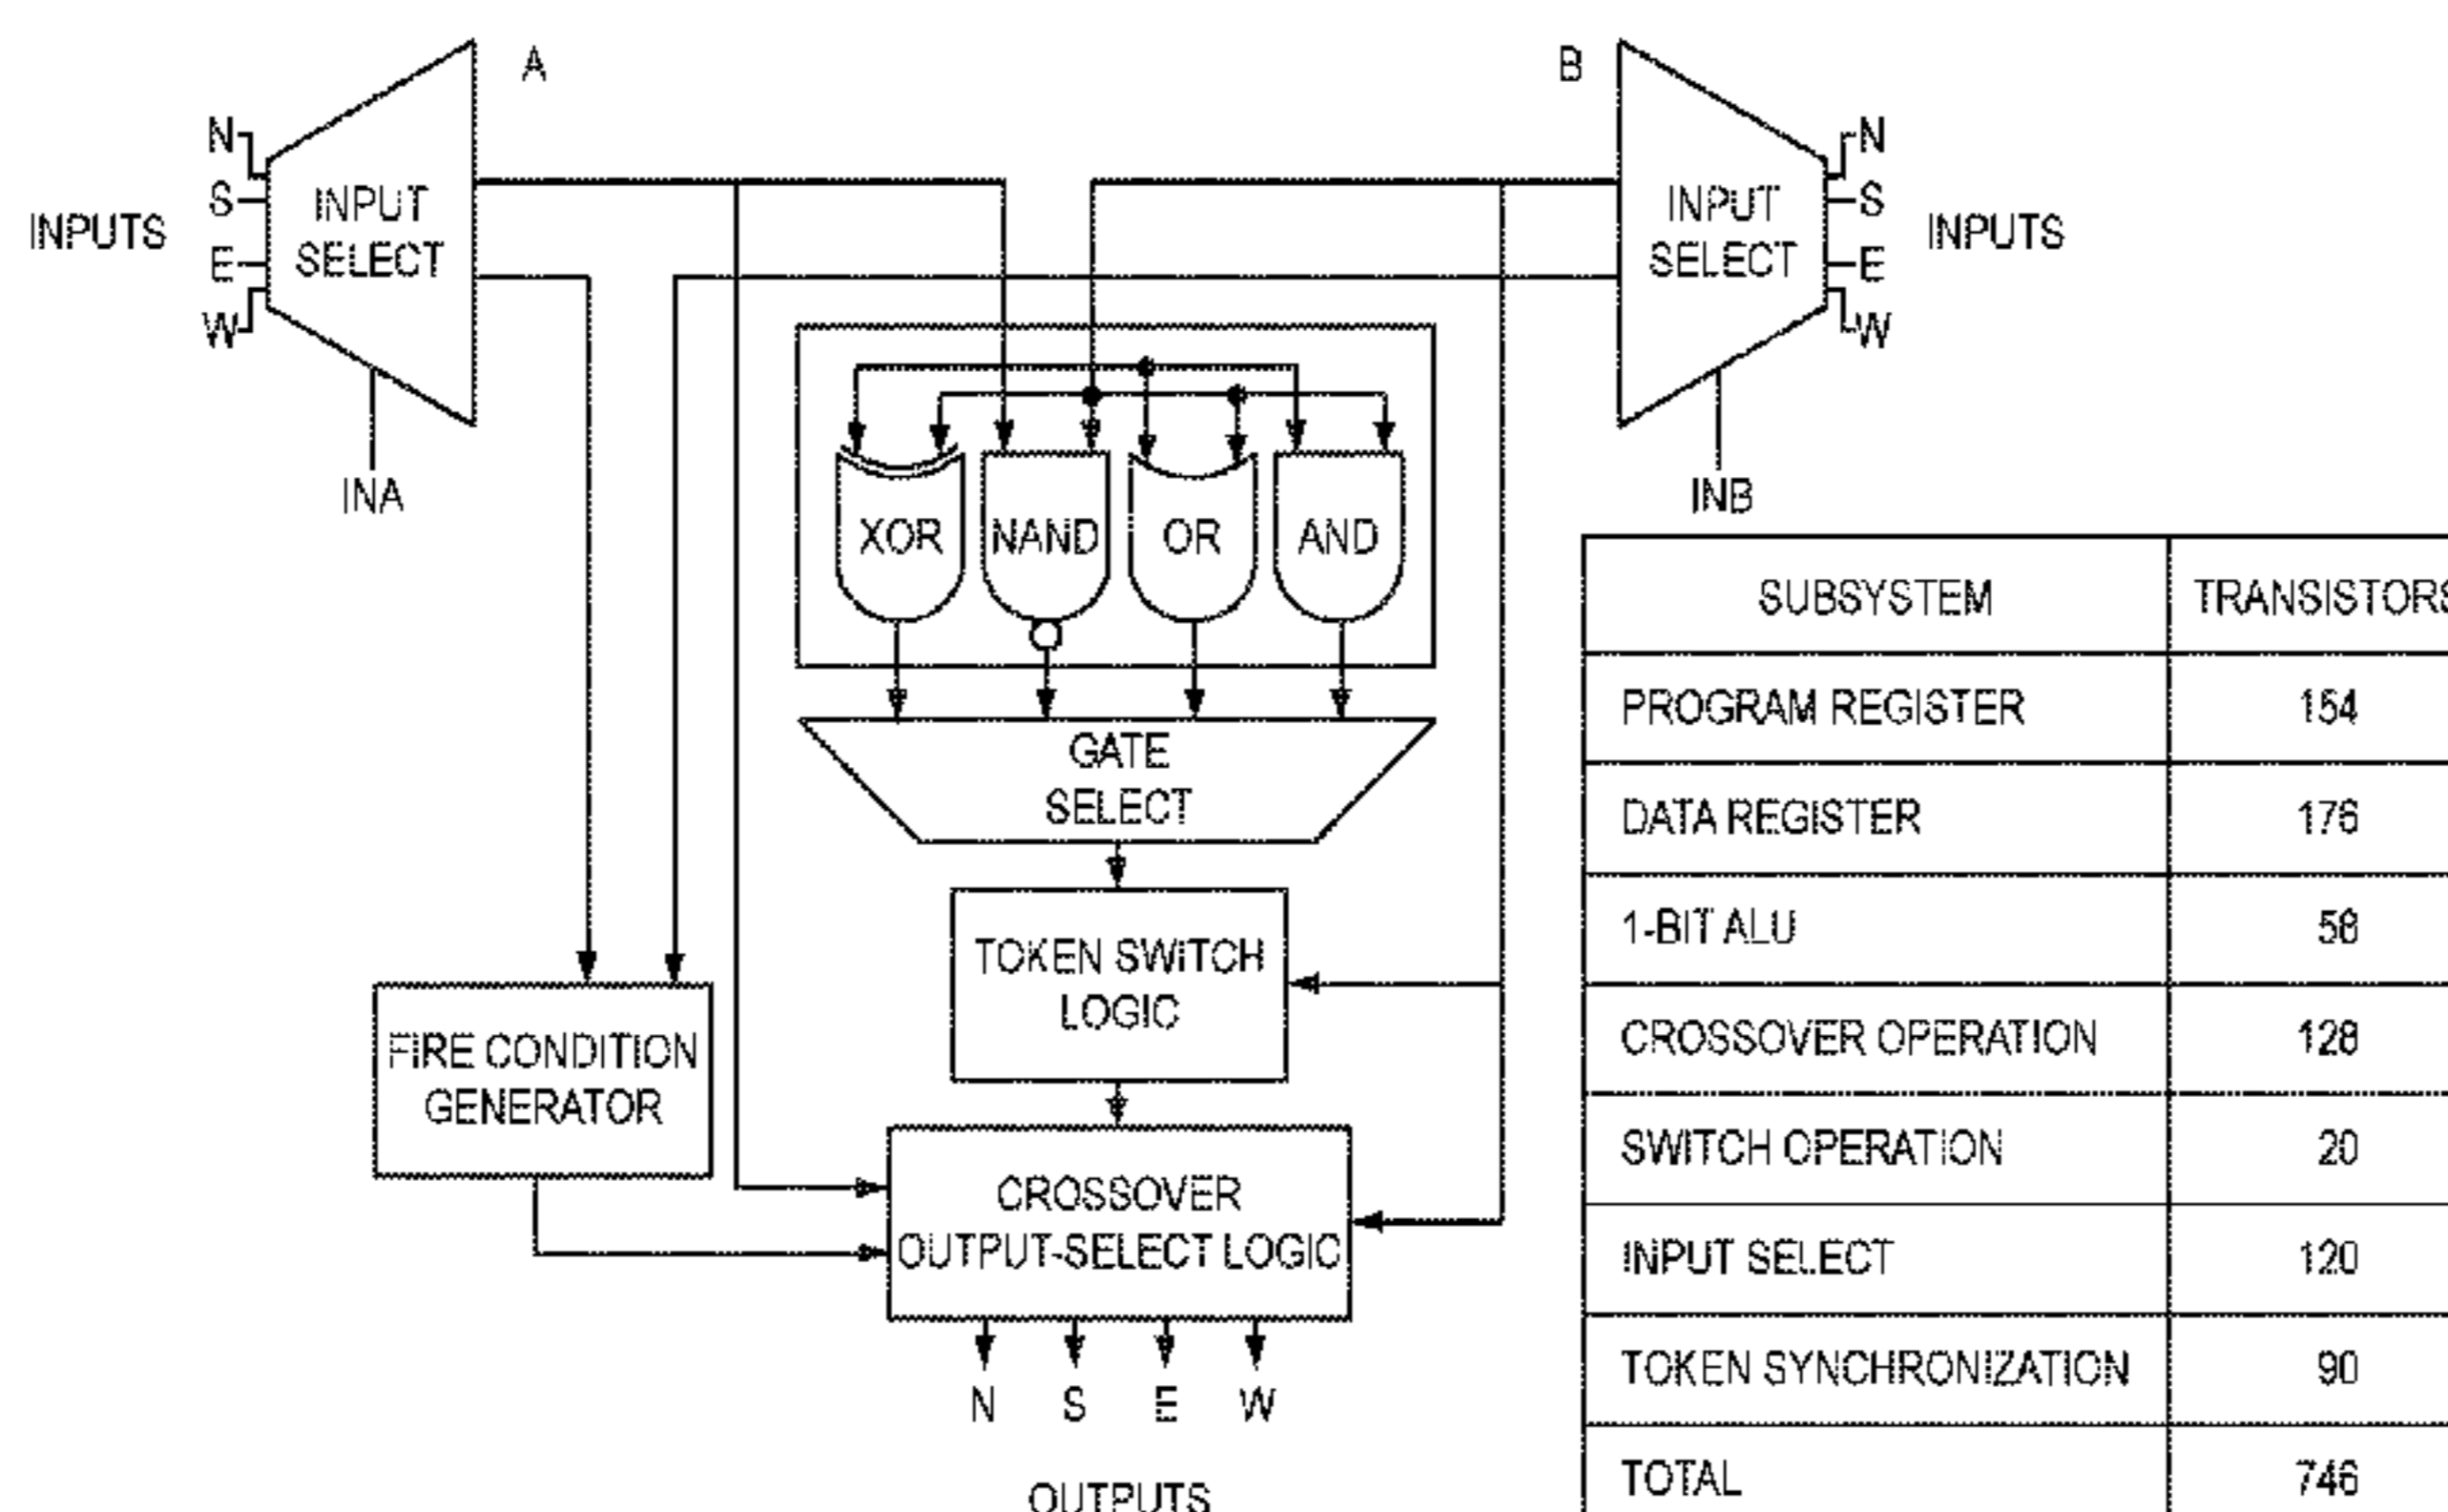 A
B
N
S
E
W
INPUTS
INPUT
SELECT
INA
INPUT
SELECT
N
S
E
W
INPUTS
INB
XOR
NAND
OR
AND
GATE
SELECT
TOKEN SWITCH
LOGIC
FIRE CONDITION
GENERATOR
CROSSOVER
OUTPUT-SELECT LOGIC
N S E W
OUTPUTS
SUBSYSTEM TRANSISTORS
PROGRAM REGISTER 154
DATA REGISTER 176
1-BIT ALU 58
CROSSOVER OPERATION 128
SWITCH OPERATION 20
INPUT SELECT 120
TOKEN SYNCHRONIZATION 90
TOTAL 746